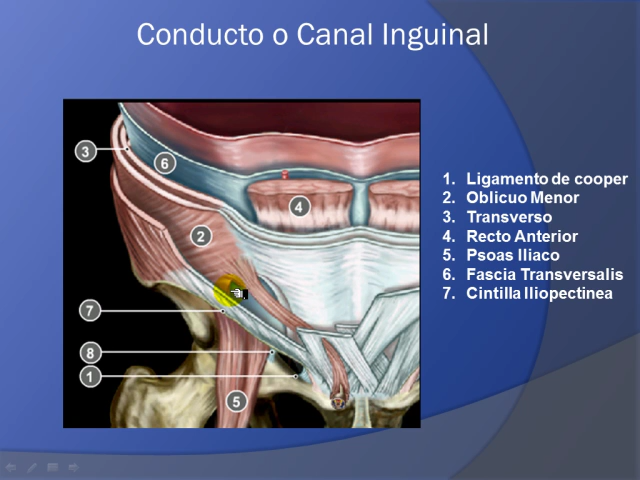 Conducto o Canal Inguinal
3
6
4
2
7
8
1
5
1. Ligamento de cooper
2. Oblicuo Menor
3. Transverso
4. Recto Anterior
5. Psoas Iliaco
6. Fascia Transversalis
7. Cintilla Iliopectinea